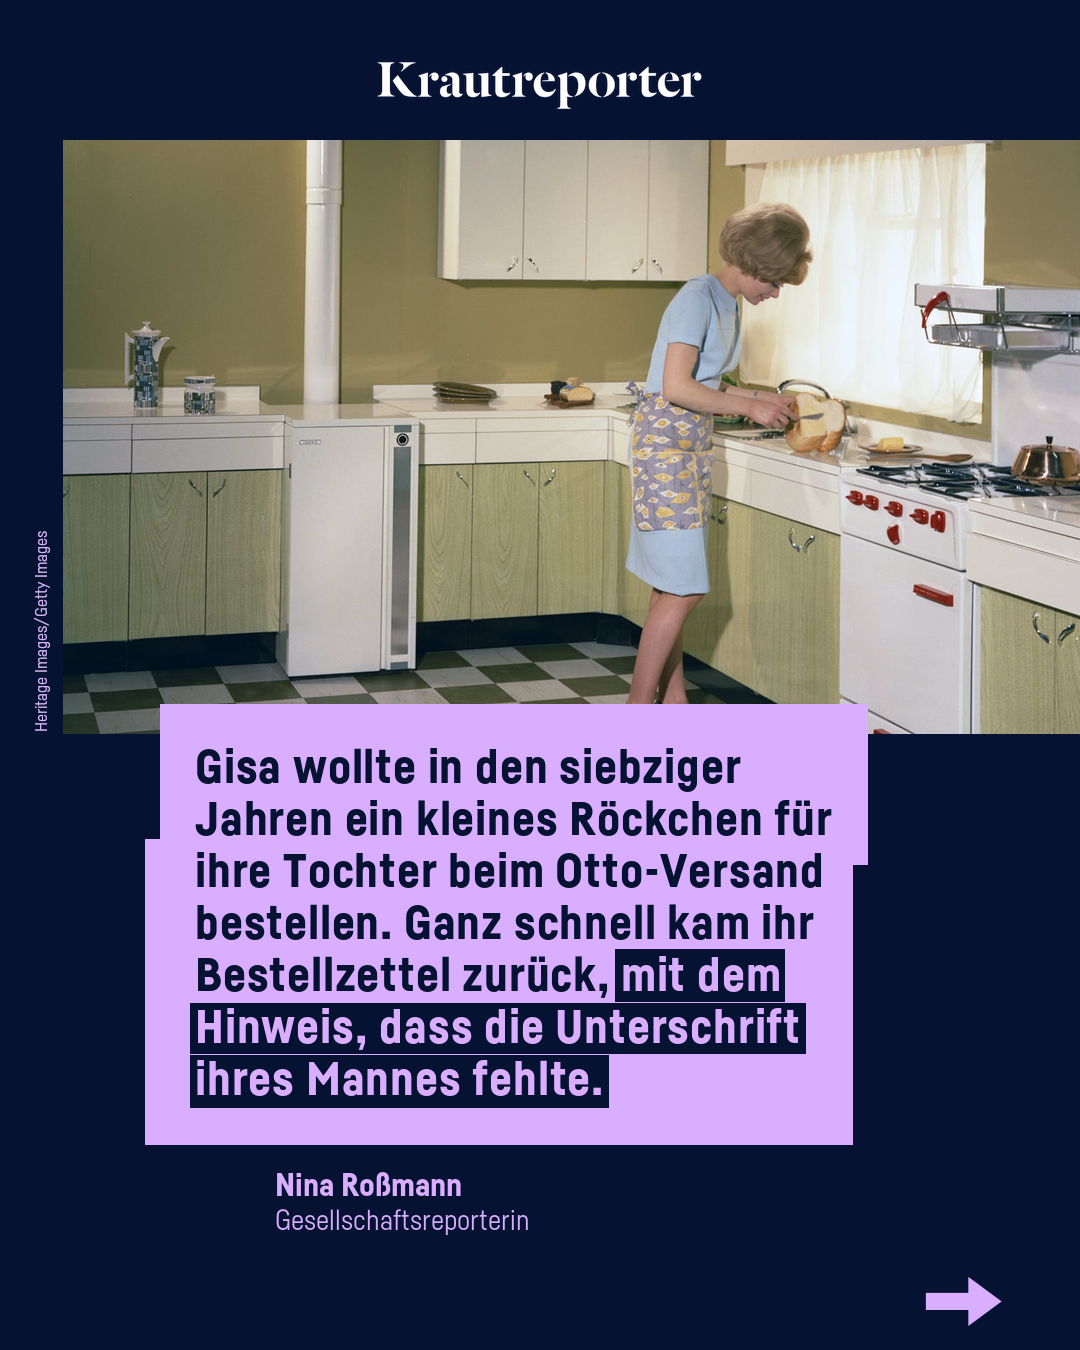 Krautreporter
Heritage Images/Getty Images
Gisa wollte in den siebziger
Jahren ein kleines Röckchen für
ihre Tochter beim Otto-Versand
bestellen. Ganz schnell kam ihr
Bestellzettel zurück, mit dem
Hinweis, dass die Unterschrift
ihres Mannes fehlte.
Nina Roßmann
Gesellschaftsreporterin